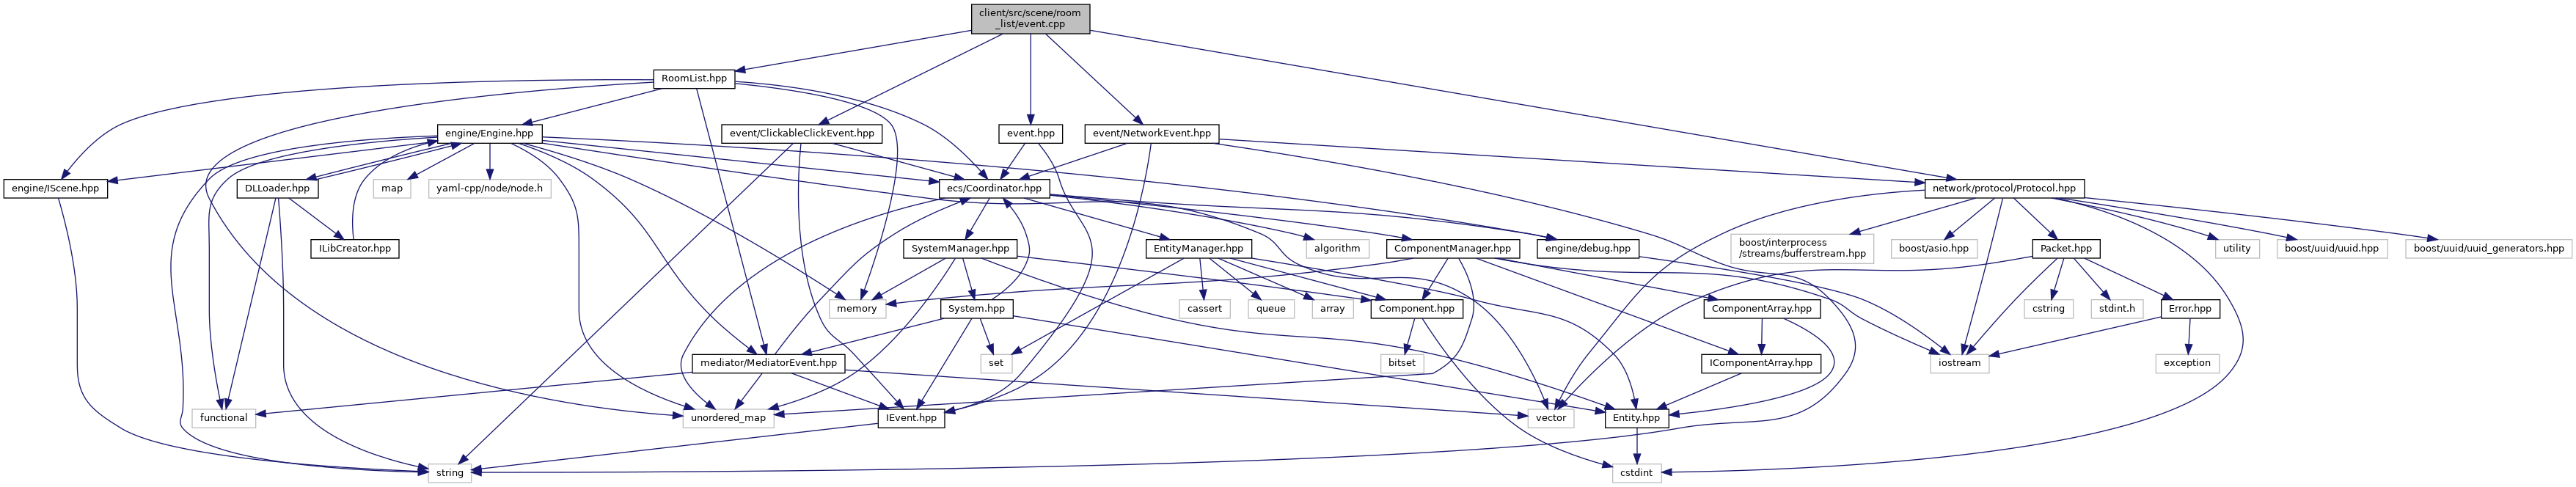 client/src/scene/room
_list/event.cpp
RoomList.hpp
engine/Engine.hpp
event/ClickableClickEvent.hpp
event.hpp
event/NetworkEvent.hpp
engine/IScene.hpp
DLLoader.hpp
map
yaml-cpp/node/node.h
ecs/Coordinator.hpp
network/protocol/Protocol.hpp
ILibCreator.hpp
SystemManager.hpp
EntityManager.hpp
algorithm
ComponentManager.hpp
engine/debug.hpp
boost/interprocess
/streams/bufferstream.hpp
boost/asio.hpp
Packet.hpp
utility
boost/uuid/uuid.hpp
boost/uuid/uuid_generators.hpp
memory
System.hpp
cassert
queue
array
Component.hpp
ComponentArray.hpp
cstring
stdint.h
Error.hpp
mediator/MediatorEvent.hpp
set
bitset
IComponentArray.hpp
iostream
exception
functional
unordered_map
IEvent.hpp
vector
Entity.hpp
string
cstdint